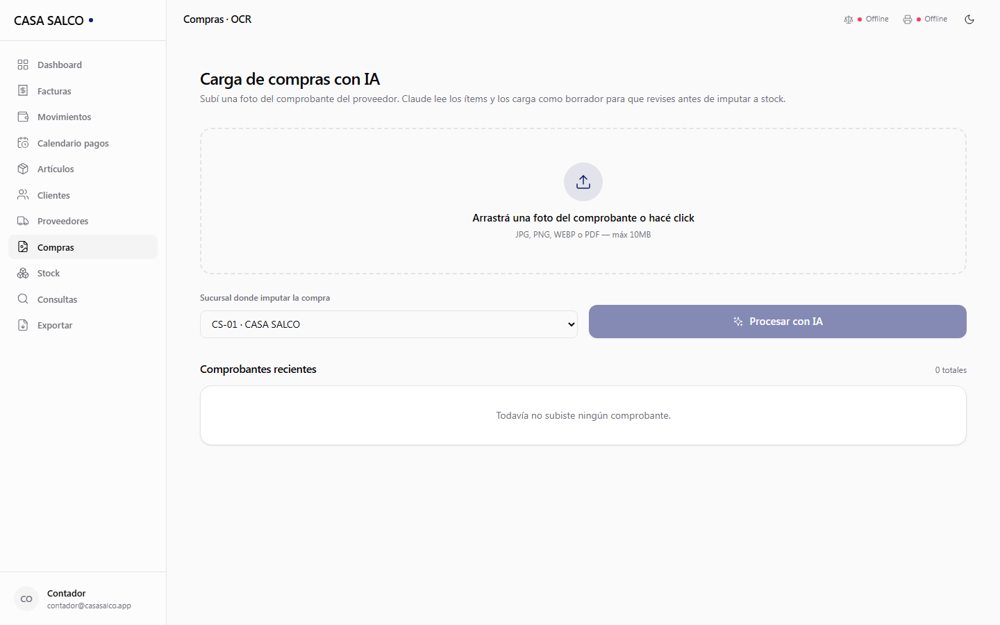 CASA SALCO
Compras · OCR
Offline
Offline
Dashboard
Facturas
Movimientos
Calendario pagos
Artículos
Clientes
Proveedores
Compras
Stock
Consultas
Exportar
Carga de compras con IA
Subí una foto del comprobante del proveedor. Claude lee los ítems y los carga como borrador para que revises antes de imputar a stock.
Arrastrá una foto del comprobante o hacé click
JPG, PNG, WEBP o PDF — máx 10MB
Sucursal donde imputar la compra
CS-01 · CASA SALCO
Procesar con IA
Comprobantes recientes
0 totales
Todavía no subiste ningún comprobante.
CO
Contador
contador@casasalco.app